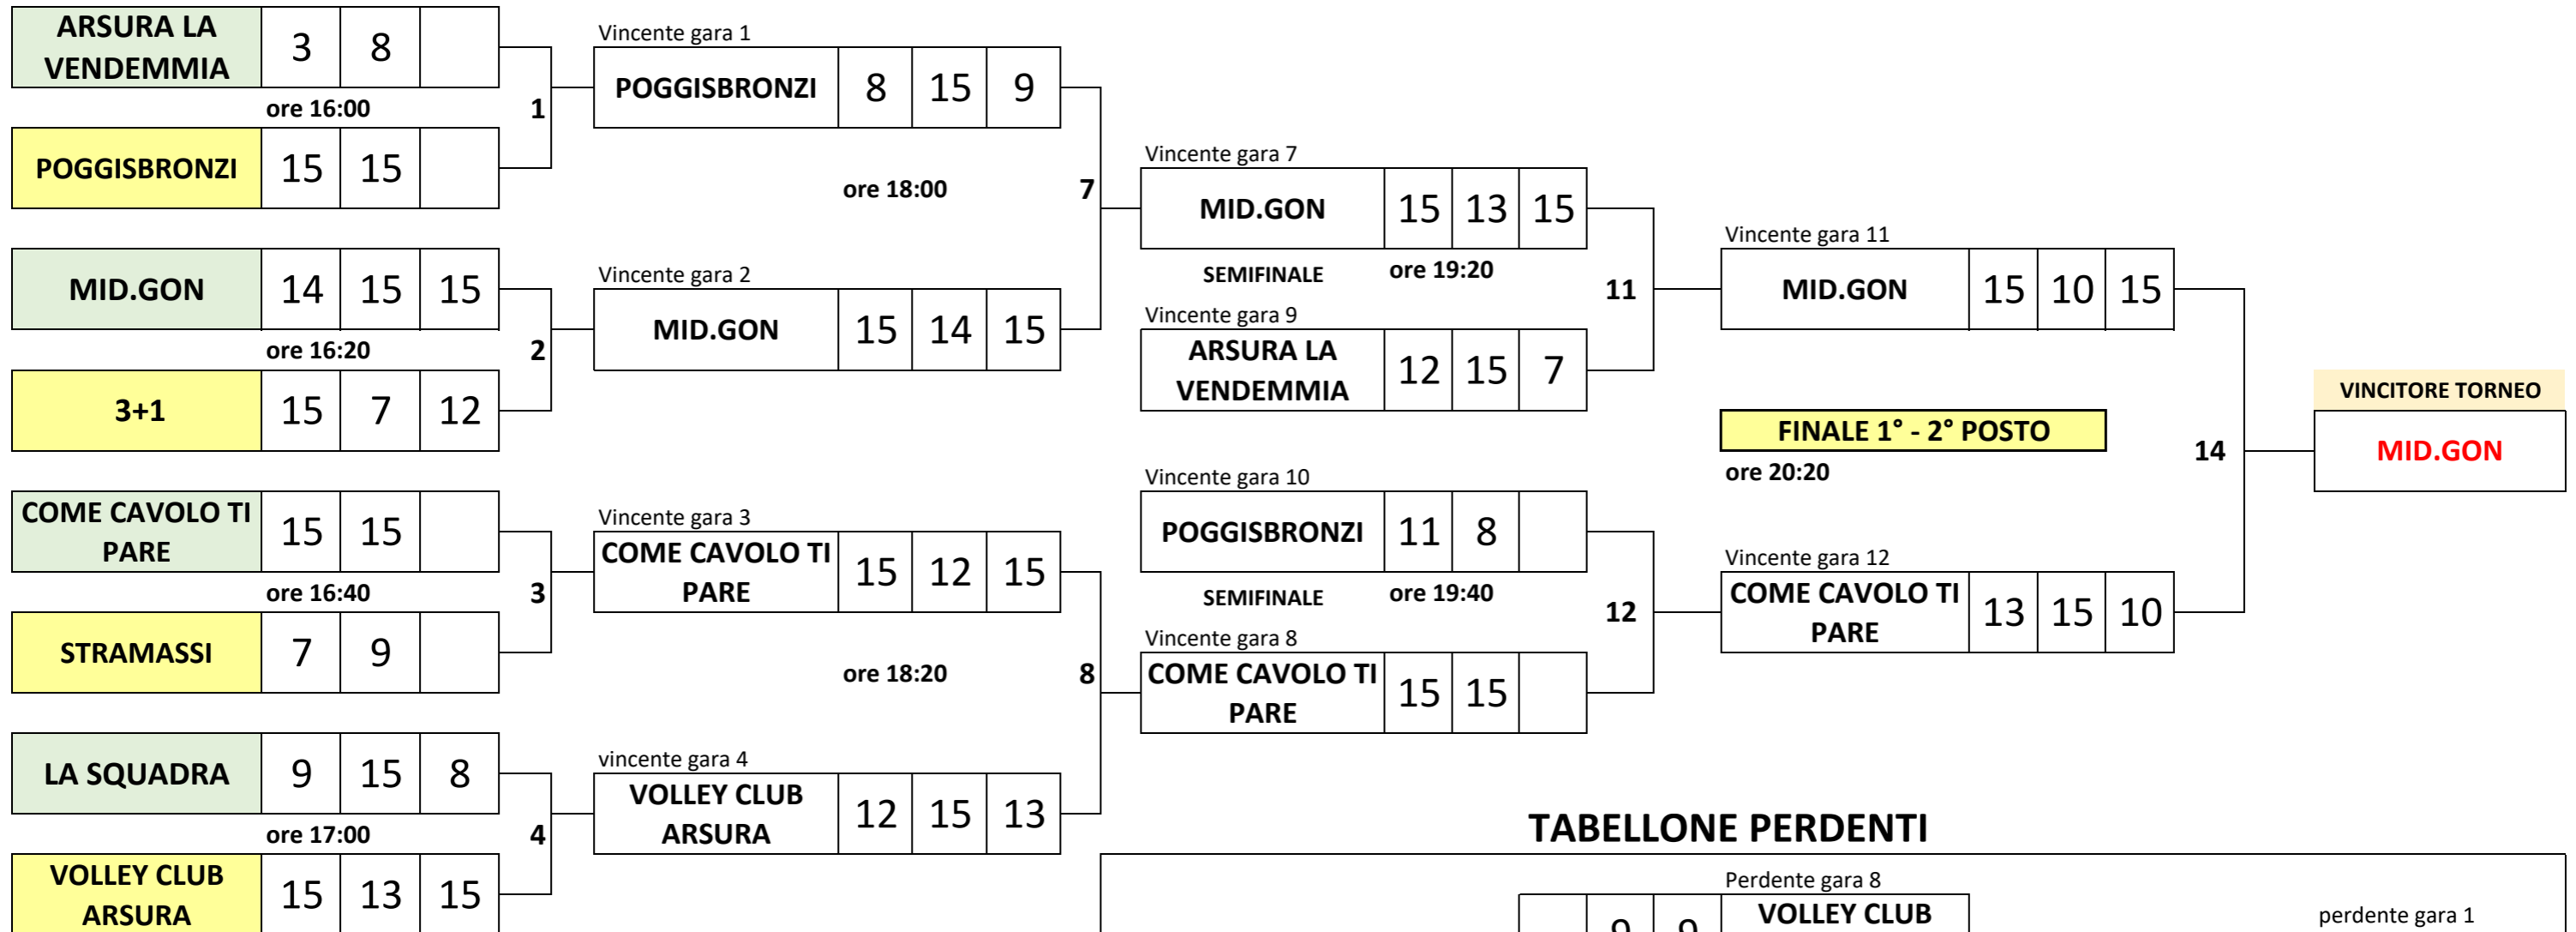 ARSURA LA
VENDEMMIA
3 8
ore 16:00
1
POGGISBRONZI
15 15
MID.GON
14 15 15
ore 16:20
2
3+1
15 7 12
COME CAVOLO TI
PARE
15 15
ore 16:40
3
STRAMASSI
7 9
LA SQUADRA
9 15 8
ore 17:00
4
VOLLEY CLUB
ARSURA
15 13 15
Vincente gara 1
POGGISBRONZI
8 15 9
ore 18:00
7
Vincente gara 2
MID.GON
15 14 15
Vincente gara 3
COME CAVOLO TI
PARE
15 12 15
ore 18:20
8
vincente gara 4
VOLLEY CLUB
ARSURA
12 15 13
Vincente gara 7
MID.GON
15 13 15
SEMIFINALE
ore 19:20
11
Vincente gara 9
ARSURA LA
VENDEMMIA
12 15 7
Vincente gara 10
POGGISBRONZI
11 8
SEMIFINALE
ore 19:40
12
Vincente gara 8
COME CAVOLO TI
PARE
15 15
Vincente gara 11
MID.GON
15 10 15
FINALE 1° - 2° POSTO
ore 20:20
14
Vincente gara 12
COME CAVOLO TI
PARE
13 15 10
VINCITORE TORNEO
MID.GON
TABELLONE PERDENTI
Perdente gara 8
9 9
VOLLEY CLUB
perdente gara 1